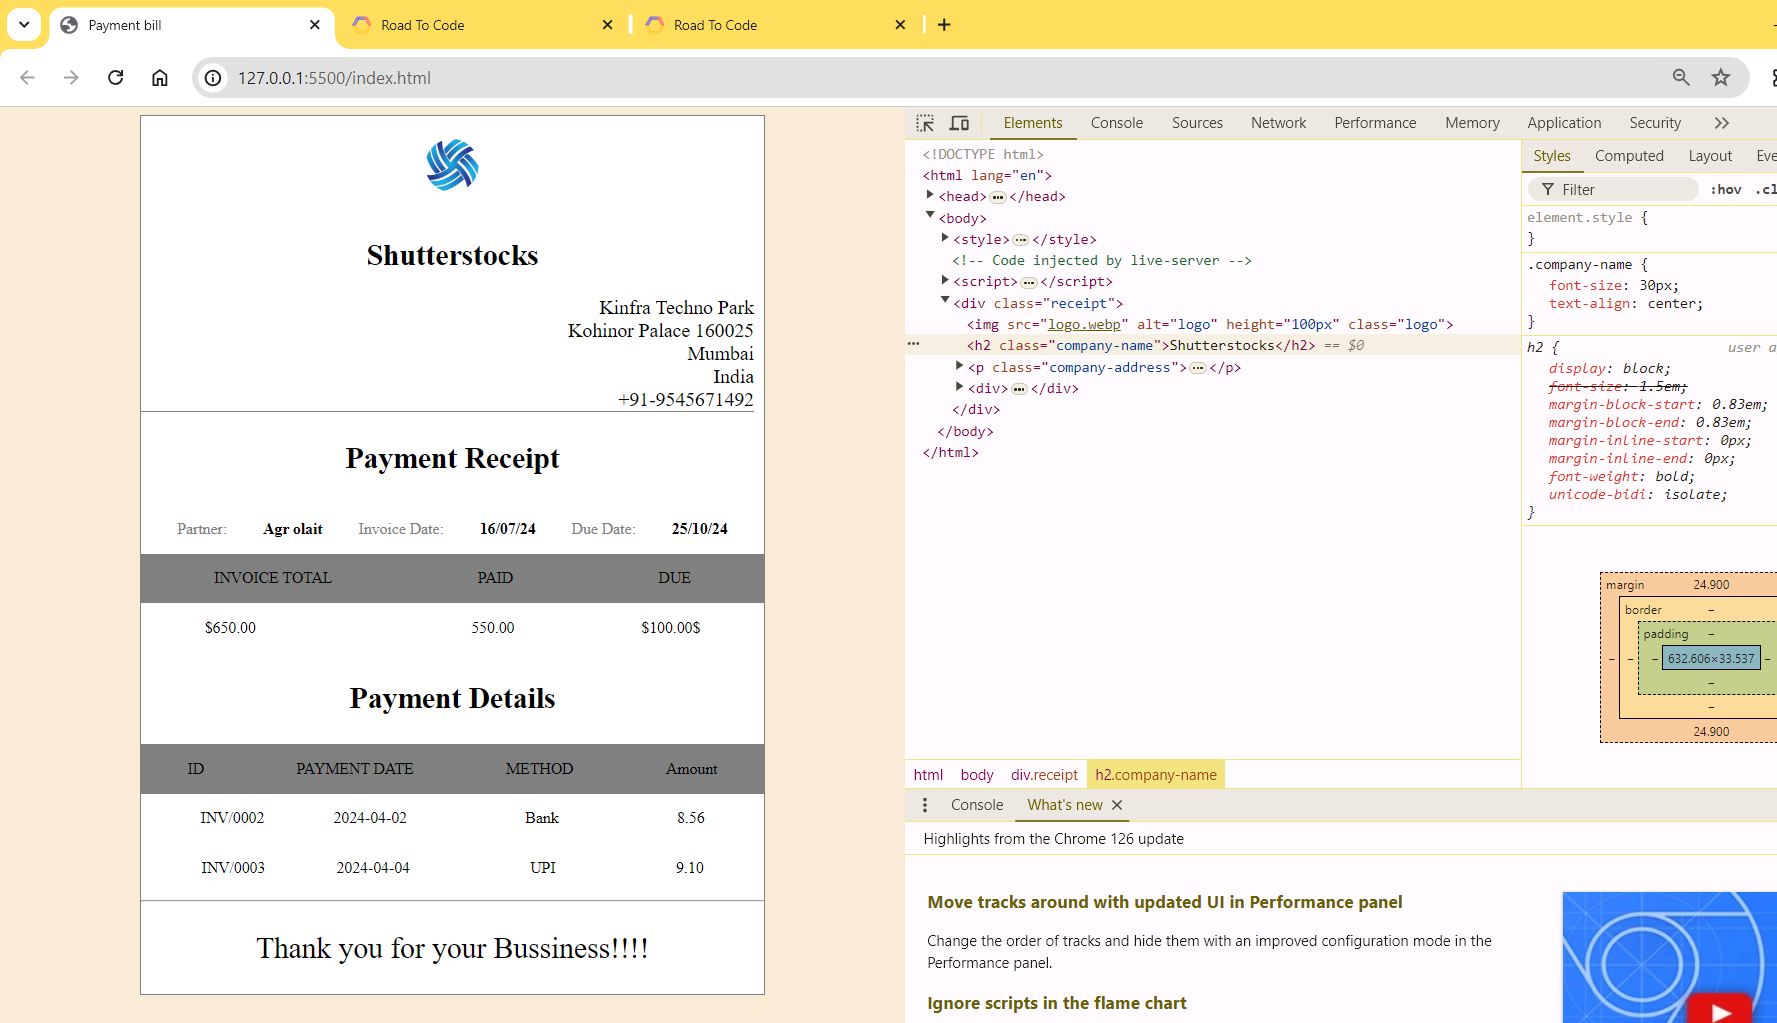 Payment bill
Road To Code
Road To Code
127.0.0.1:5500/index.html
Shutterstocks
Kinfra Techno Park
Kohinor Palace 160025
Mumbai
India
+91-9545671492
Payment Receipt
Partner: Agr olait Invoice Date: 16/07/24 Due Date: 25/10/24
INVOICE TOTAL PAID DUE
$650.00 550.00 $100.00$
Payment Details
ID PAYMENT DATE METHOD Amount
INV/0002 2024-04-02 Bank 8.56
INV/0003 2024-04-04 UPI 9.10
Thank you for your Bussiness!!!!
Elements Console Sources Network Performance Memory Application Security
<!DOCTYPE html>
<html lang="en">
<head>…</head>
<body>
<style>…</style>
<!-- Code injected by live-server -->
<script>…</script>
<div class="receipt">
<img src="logo.webp" alt="logo" height="100px" class="logo">
<h2 class="company-name">Shutterstocks</h2> == $0
<p class="company-address">…</p>
<div>…</div>
</div>
</body>
</html>
html body div.receipt h2.company-name
Styles Computed Layout Eve
Filter :hov .cl
element.style {
}
.company-name {
font-size: 30px;
text-align: center;
}
h2 { user a
display: block;
font-size: 1.5em;
margin-block-start: 0.83em;
margin-block-end: 0.83em;
margin-inline-start: 0px;
margin-inline-end: 0px;
font-weight: bold;
unicode-bidi: isolate;
}
margin 24.900
border –
padding –
– – – 632.606×33.537 –
–
–
24.900
Console What's new
Highlights from the Chrome 126 update
Move tracks around with updated UI in Performance panel
Change the order of tracks and hide them with an improved configuration mode in the
Performance panel.
Ignore scripts in the flame chart